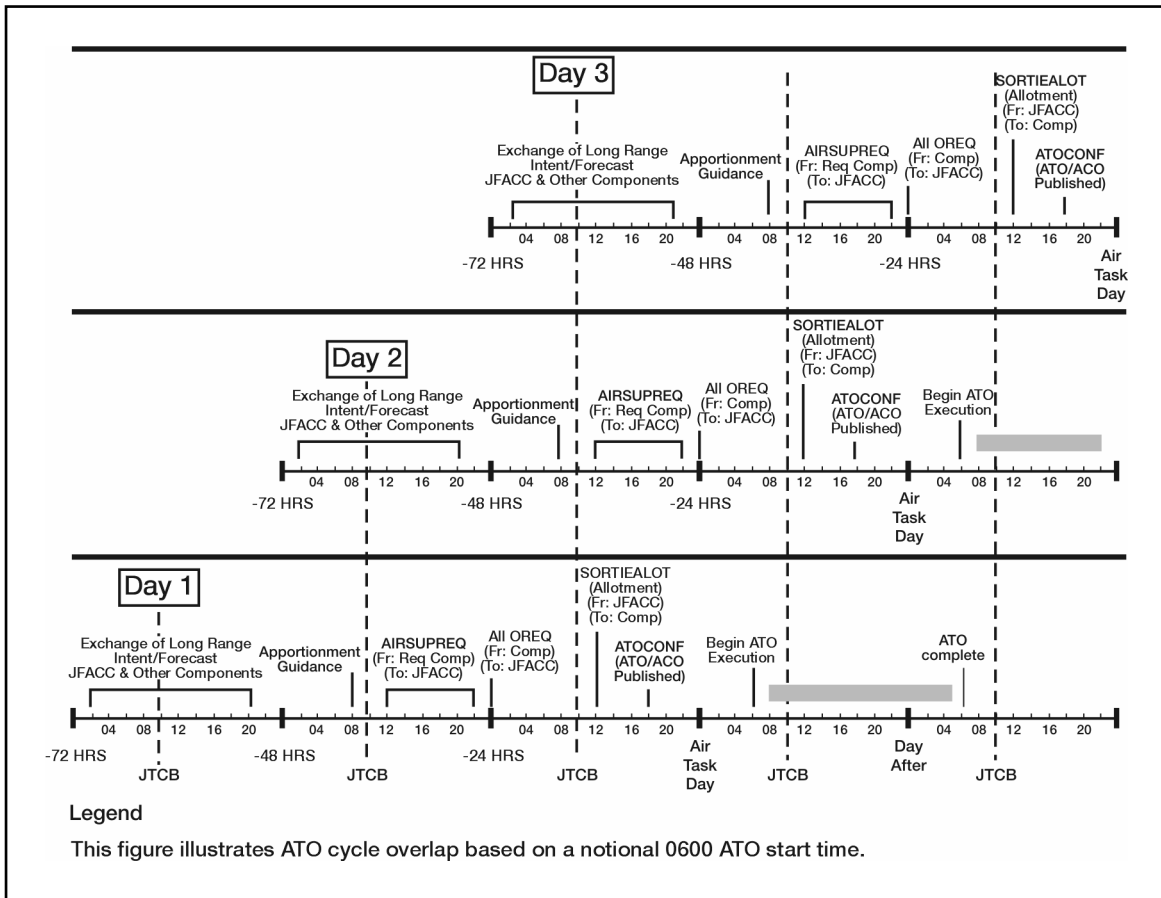 Day 3
SORTIEALOT
(Allotment)
(Fr: JFACC)
(To: Comp)
Exchange of Long Range
Intent/Forecast
JFACC & Other Components
Apportionment
Guidance
AIRSUPREQ
(Fr: Req Comp)
(To: JFACC)
All OREQ
(Fr: Comp)
(To: JFACC)
ATOCONF
(ATO/ACO
Published)
04 08 12 16 20 04 08 12 16 20 04 08 12 16 20
-72 HRS -48 HRS -24 HRS
Air
Task
Day
Day 2
SORTIEALOT
(Allotment)
(Fr: JFACC)
(To: Comp)
Exchange of Long Range
Intent/Forecast
JFACC & Other Components
Apportionment
Guidance
AIRSUPREQ
(Fr: Req Comp)
(To: JFACC)
All OREQ
(Fr: Comp)
(To: JFACC)
ATOCONF
(ATO/ACO
Published)
Begin ATO
Execution
04 08 12 16 20 04 08 12 16 20 04 08 12 16 20 04 08 12 16 20
-72 HRS -48 HRS -24 HRS
Air
Task
Day
Day 1
SORTIEALOT
(Allotment)
(Fr: JFACC)
(To: Comp)
Exchange of Long Range
Intent/Forecast
JFACC & Other Components
Apportionment
Guidance
AIRSUPREQ
(Fr: Req Comp)
(To: JFACC)
All OREQ
(Fr: Comp)
(To: JFACC)
ATOCONF
(ATO/ACO
Published)
Begin ATO
Execution
ATO
complete
04 08 12 16 20 04 08 12 16 20 04 08 12 16 20 04 08 12 16 20 04 08 12 16 20
-72 HRS -48 HRS -24 HRS
Air
Task
Day
Day
After
JTCB JTCB JTCB JTCB JTCB
Legend
This figure illustrates ATO cycle overlap based on a notional 0600 ATO start time.